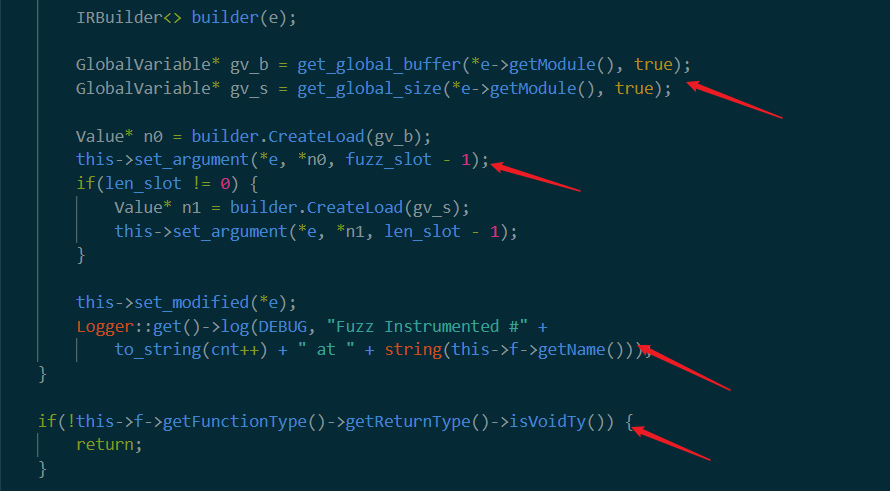 IRBuilder<> builder(e);
GlobalVariable* gv_b = get_global_buffer(*e->getModule(), true);
GlobalVariable* gv_s = get_global_size(*e->getModule(), true);
Value* n0 = builder.CreateLoad(gv_b);
this->set_argument(*e, *n0, fuzz_slot - 1);
if(len_slot != 0) {
Value* n1 = builder.CreateLoad(gv_s);
this->set_argument(*e, *n1, len_slot - 1);
}
this->set_modified(*e);
Logger::get()->log(DEBUG, "Fuzz Instrumented #" +
to_string(cnt++) + " at " + string(this->f->getName()));
}
if(!this->f->getFunctionType()->getReturnType()->isVoidTy()) {
return;
}